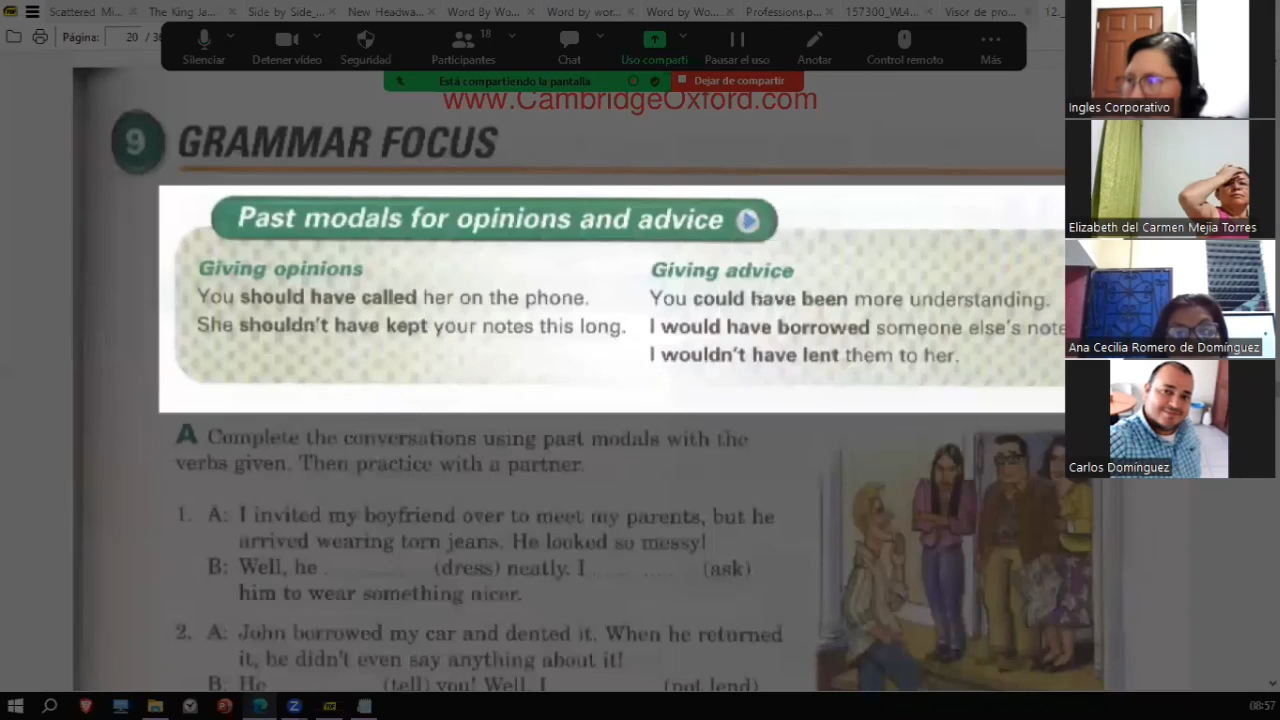 Scattered Mi...
The King Ja...
Side by Side_...
New Headwa...
Word By Wo...
Word by wor...
Word by Wo...
Professions.p...
157300_WL4...
Visor de pro...
12._
Página:
20
/ 36
Silenciar
Detener vídeo
Seguridad
Participantes
18
Chat
Uso comparti
Pausar el uso
Anotar
Control remoto
Más
Está compartiendo la pantalla
Dejar de compartir
www.CambridgeOxford.com
9 GRAMMAR FOCUS
Past modals for opinions and advice
Giving opinions
You should have called her on the phone.
She shouldn't have kept your notes this long.
Giving advice
You could have been more understanding.
I would have borrowed someone else's note
I wouldn't have lent them to her.
A Complete the conversations using past modals with the
verbs given. Then practice with a partner.
1. A: I invited my boyfriend over to meet my parents, but he
arrived wearing torn jeans. He looked so messy!
B: Well, he (dress) neatly. I (ask)
him to wear something nicer.
2. A: John borrowed my car and dented it. When he returned
it, he didn't even say anything about it!
B: He (tell) you! Well, I (not lend)
Ingles Corporativo
Elizabeth del Carmen Mejia Torres
Ana Cecilia Romero de Domínguez
Carlos Domínguez
08:57